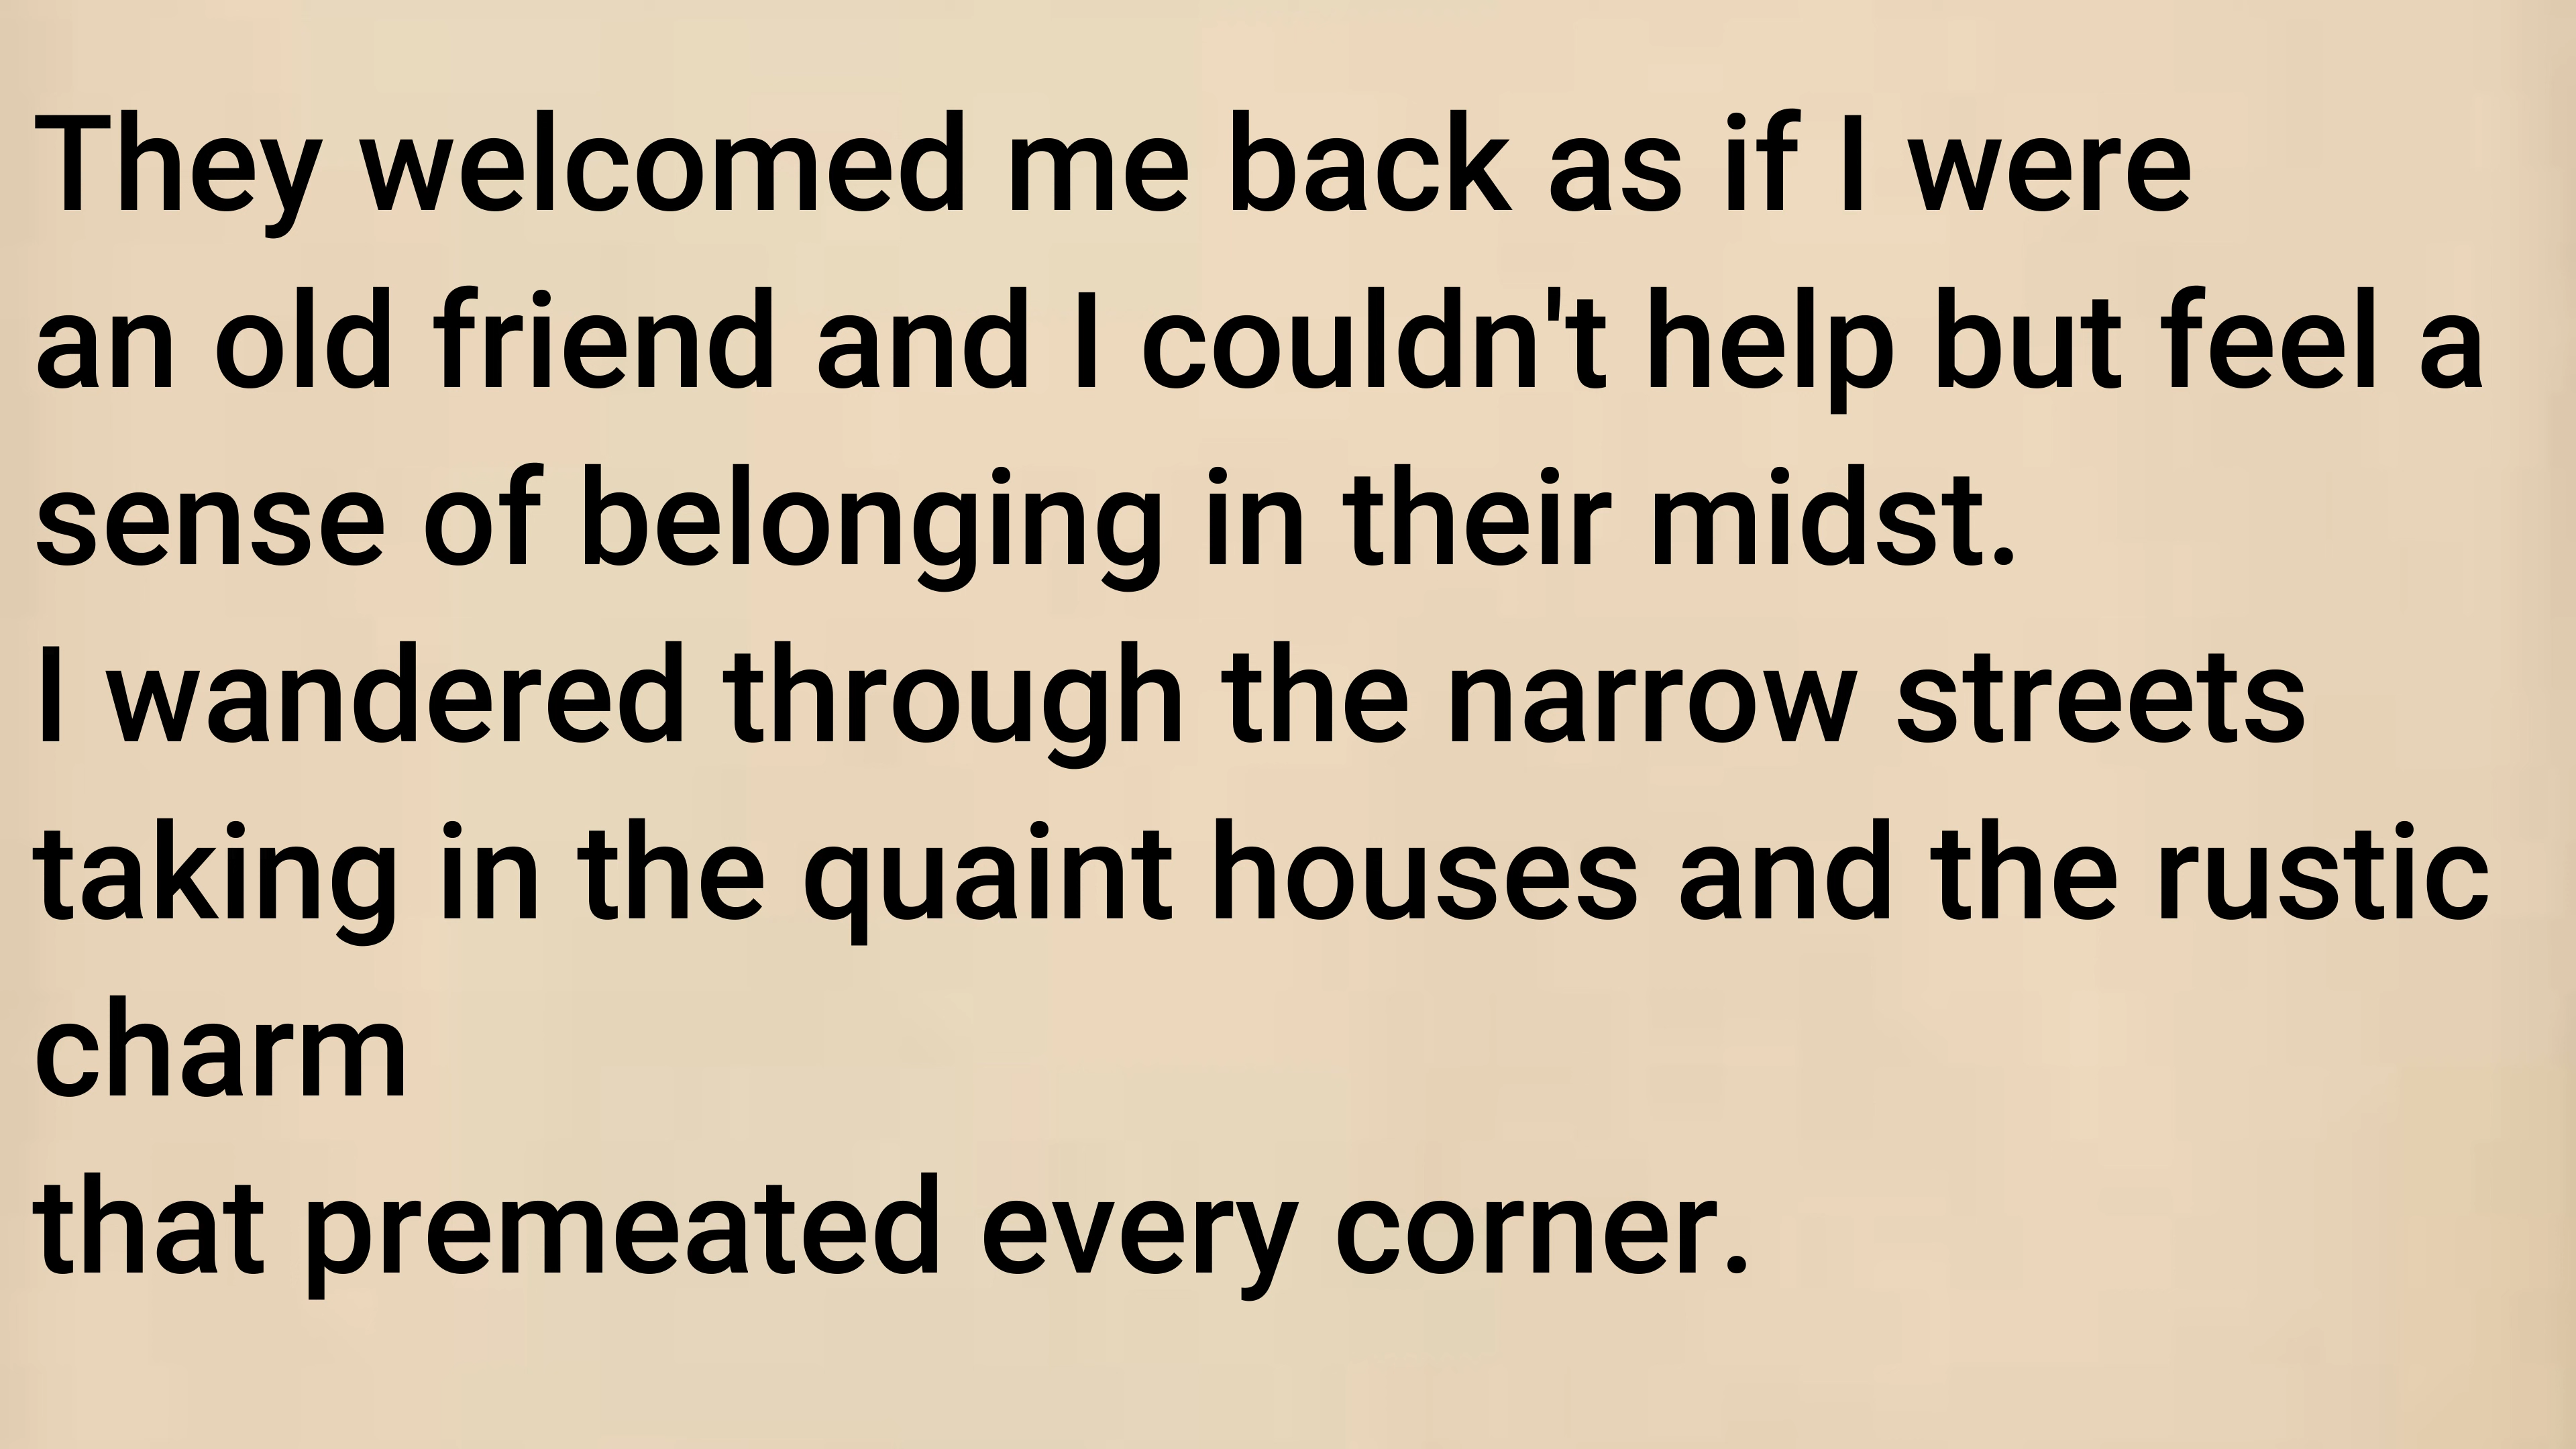 They welcomed me back as if I were
an old friend and I couldn't help but feel a
sense of belonging in their midst.
I wandered through the narrow streets
taking in the quaint houses and the rustic
charm
that premeated every corner.